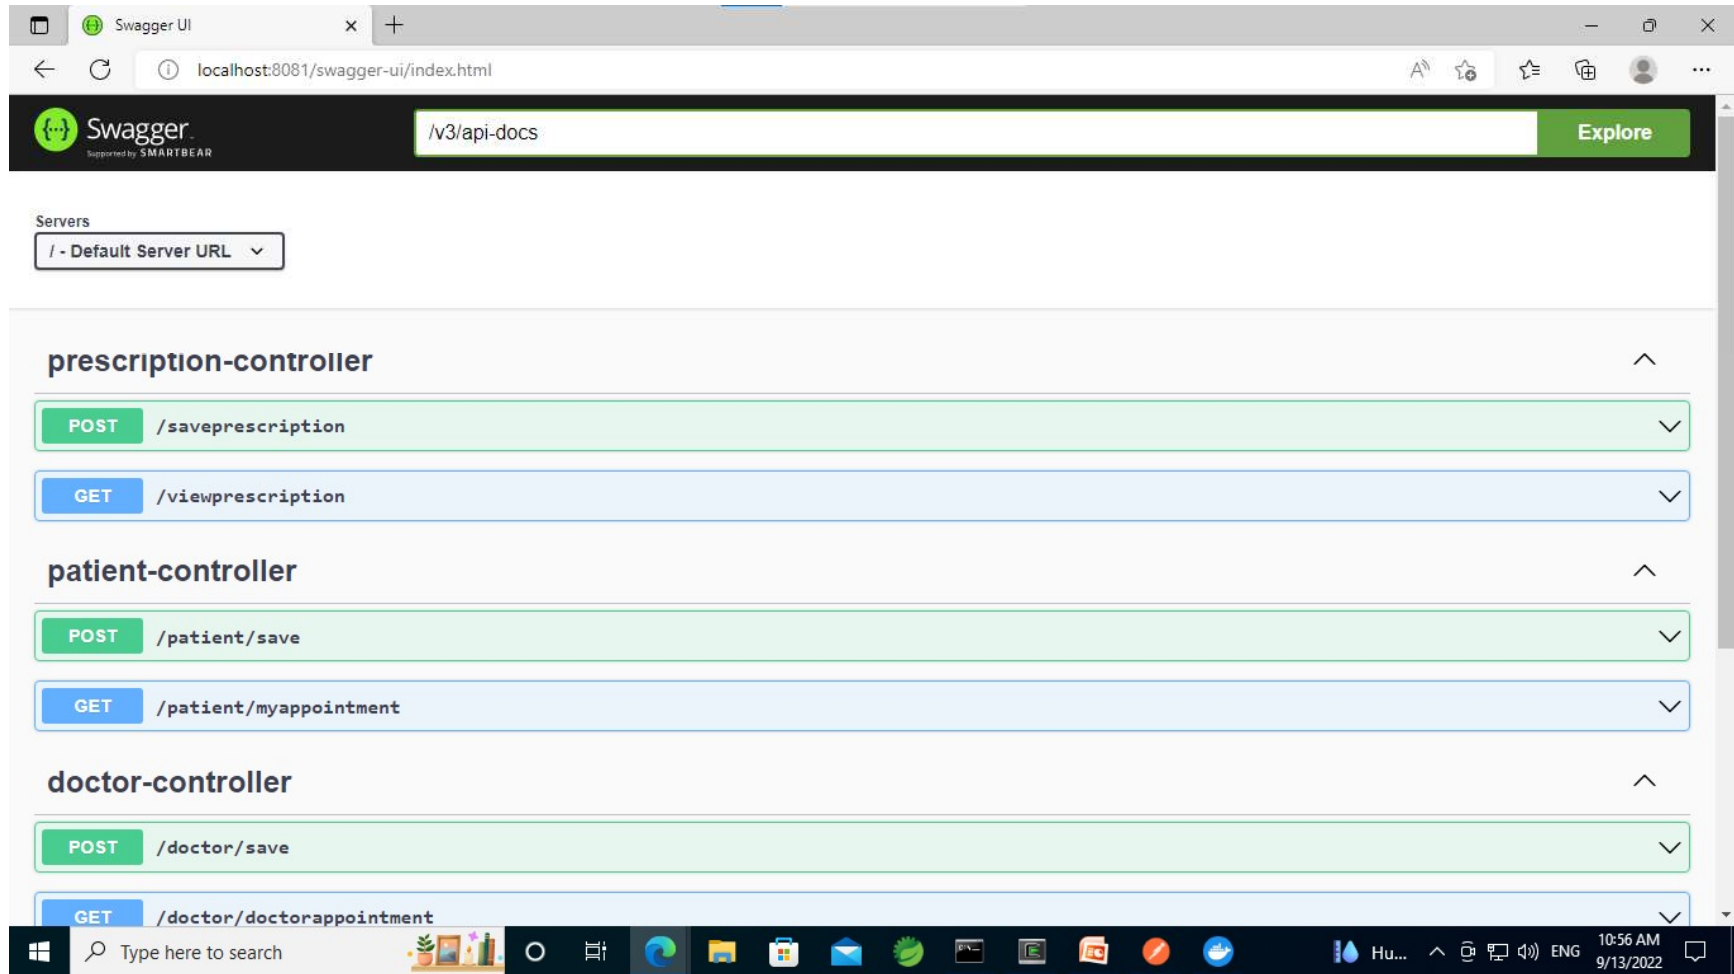 Swagger UI
localhost:8081/swagger-ui/index.html
Swagger.
Supported by SMARTBEAR
/v3/api-docs
Explore
Servers
/ - Default Server URL
prescription-controller
POST /saveprescription
GET /viewprescription
patient-controller
POST /patient/save
GET /patient/myappointment
doctor-controller
POST /doctor/save
GET /doctor/doctorappointment
Type here to search
Hu...
ENG
10:56 AM
9/13/2022